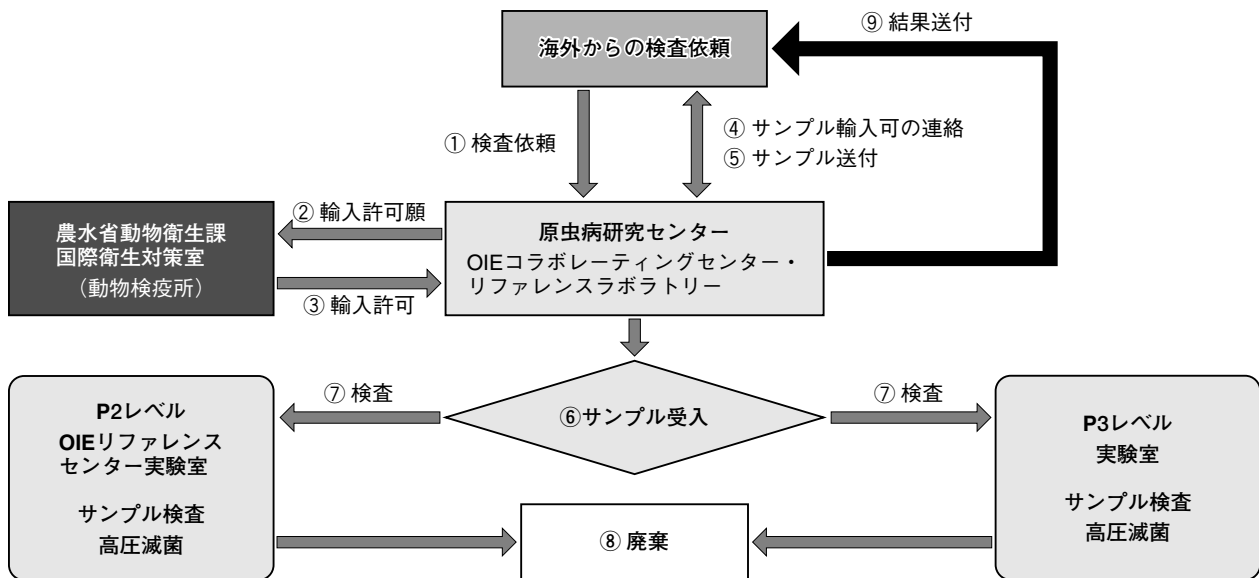 海外からの検査依頼
⑨ 結果送付
① 検査依頼
④ サンプル輸入可の連絡
⑤ サンプル送付
農水省動物衛生課
国際衛生対策室
（動物検疫所）
② 輸入許可願
③ 輸入許可
原虫病研究センター
OIEコラボレーティングセンター・
リファレンスラボラトリー
⑦ 検査
⑥サンプル受入
⑦ 検査
P2レベル
OIEリファレンス
センター実験室
サンプル検査
高圧滅菌
P3レベル
実験室
サンプル検査
高圧滅菌
⑧ 廃棄